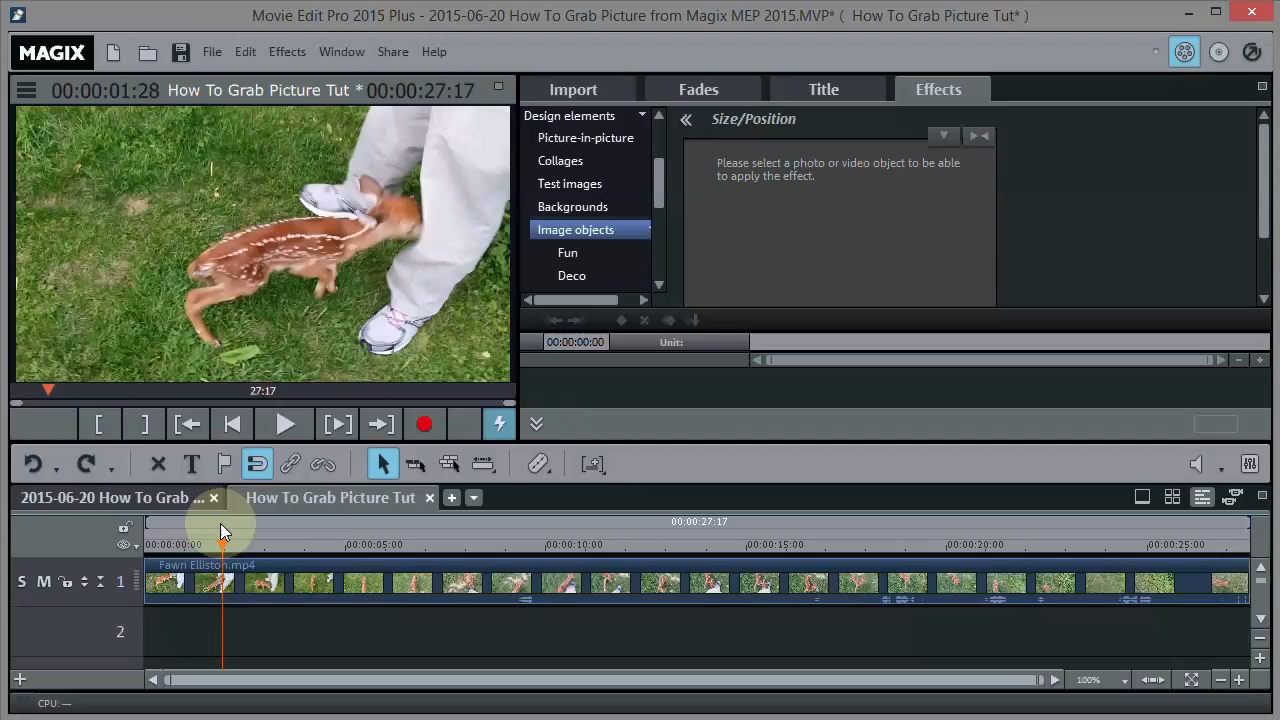 Movie Edit Pro 2015 Plus - 2015-06-20 How To Grab Picture from Magix MEP 2015.MVP* ( How To Grab Picture Tut* )
MAGIX
File Edit Effects Window Share Help
00:00:01:28 How To Grab Picture Tut * 00:00:27:17
Import Fades Title Effects
Design elements
Picture-in-picture
Collages
Test images
Backgrounds
Image objects
Fun
Deco
Size/Position
Please select a photo or video object to be able
to apply the effect.
00:00:00:00 Unit:
27:17
2015-06-20 How To Grab ...
How To Grab Picture Tut
00:00:27:17
00:00:00:00 00:00:05:00 00:00:10:00 00:00:15:00 00:00:20:00 00:00:25:00
Fawn Elliston.mp4
S M 1
2
100%
CPU: —